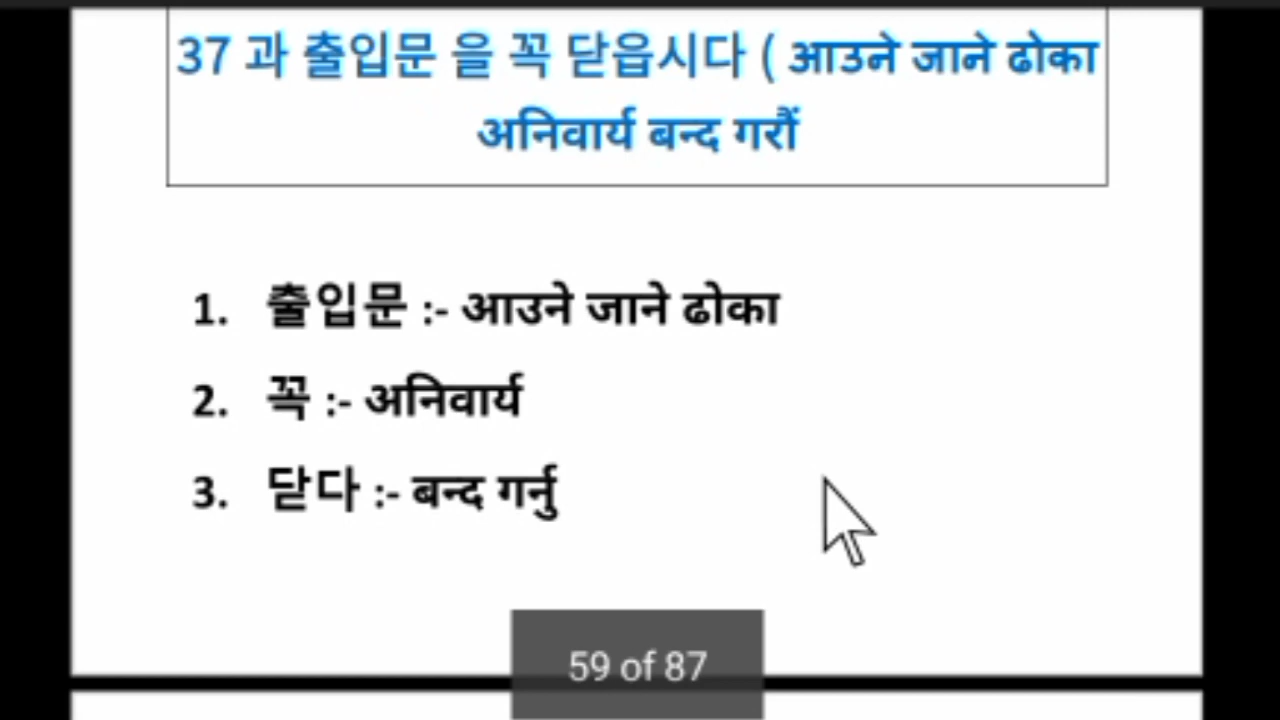 37 과 출입문 을 꼭 닫읍시다 ( आउने जाने ढोका
अनिवार्य बन्द गरौं
1. 출입문 :- आउने जाने ढोका
2. 꼭 :- अनिवार्य
3. 닫다 :- बन्द गर्नु
59 of 87